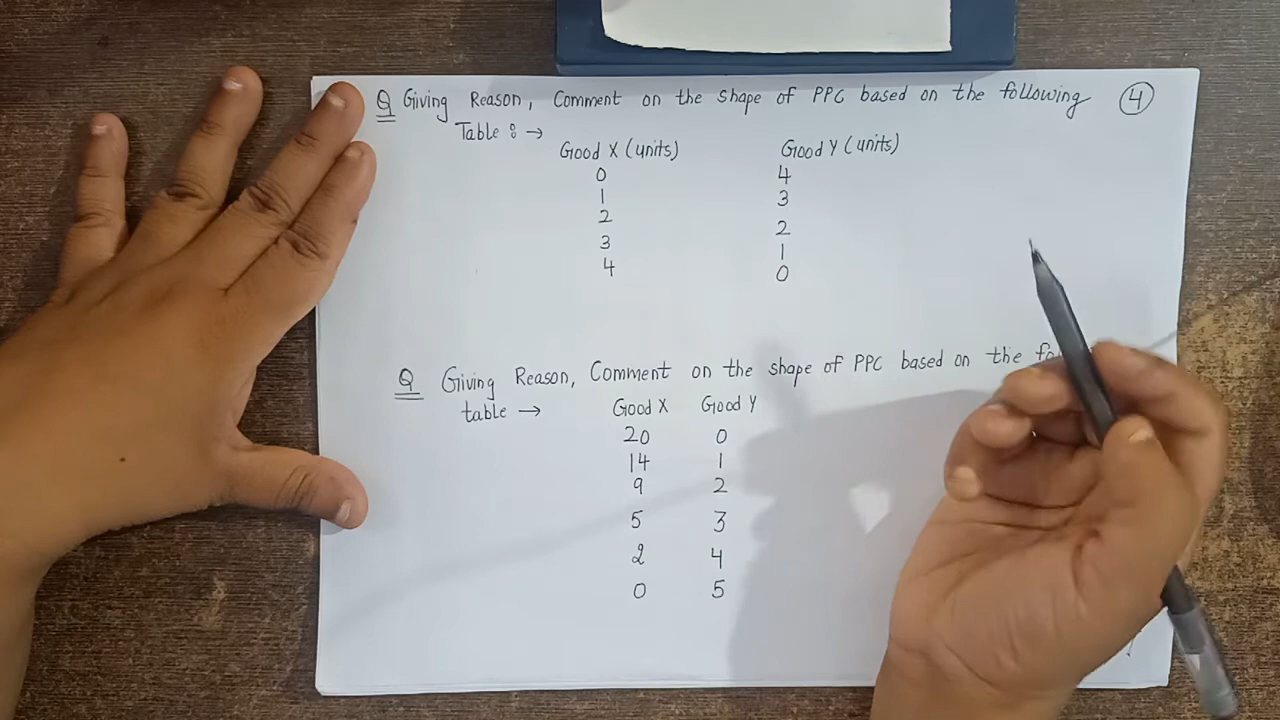 Q Giving Reason, Comment on the shape of PPC based on the following 4
Table :→
Good X (units) Good Y (units)
0 4
1 3
2 2
3 1
4 0
Q Giving Reason, Comment on the shape of PPC based on the
table → Good X Good Y
20 0
14 1
9 2
5 3
2 4
0 5